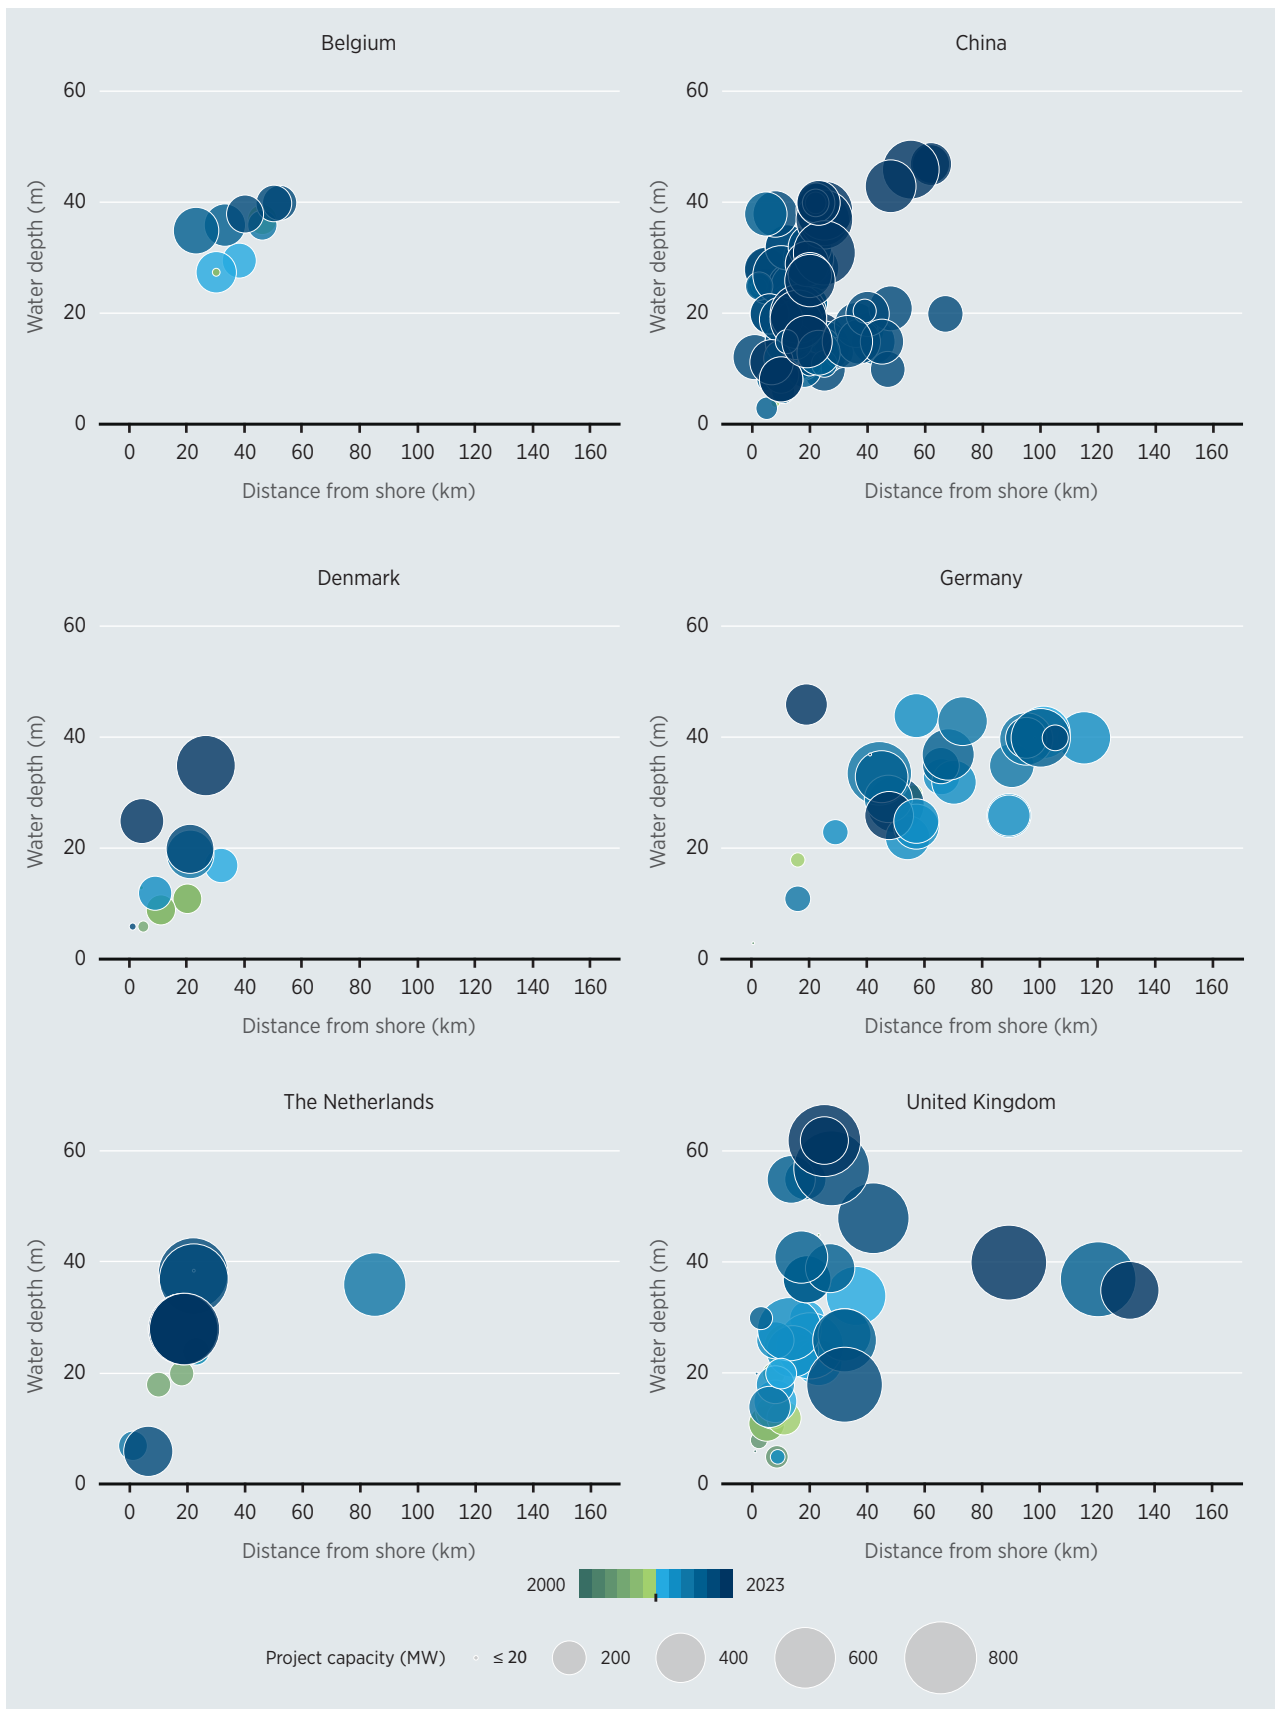 Belgium
60
40
20
0
Water depth (m)
0 20 40 60 80 100 120 140 160
Distance from shore (km)
China
60
40
20
0
Water depth (m)
0 20 40 60 80 100 120 140 160
Distance from shore (km)
Denmark
60
40
20
0
Water depth (m)
0 20 40 60 80 100 120 140 160
Distance from shore (km)
Germany
60
40
20
0
Water depth (m)
0 20 40 60 80 100 120 140 160
Distance from shore (km)
The Netherlands
60
40
20
0
Water depth (m)
0 20 40 60 80 100 120 140 160
Distance from shore (km)
United Kingdom
60
40
20
0
Water depth (m)
0 20 40 60 80 100 120 140 160
Distance from shore (km)
2000 2023
Project capacity (MW) ≤ 20 200 400 600 800